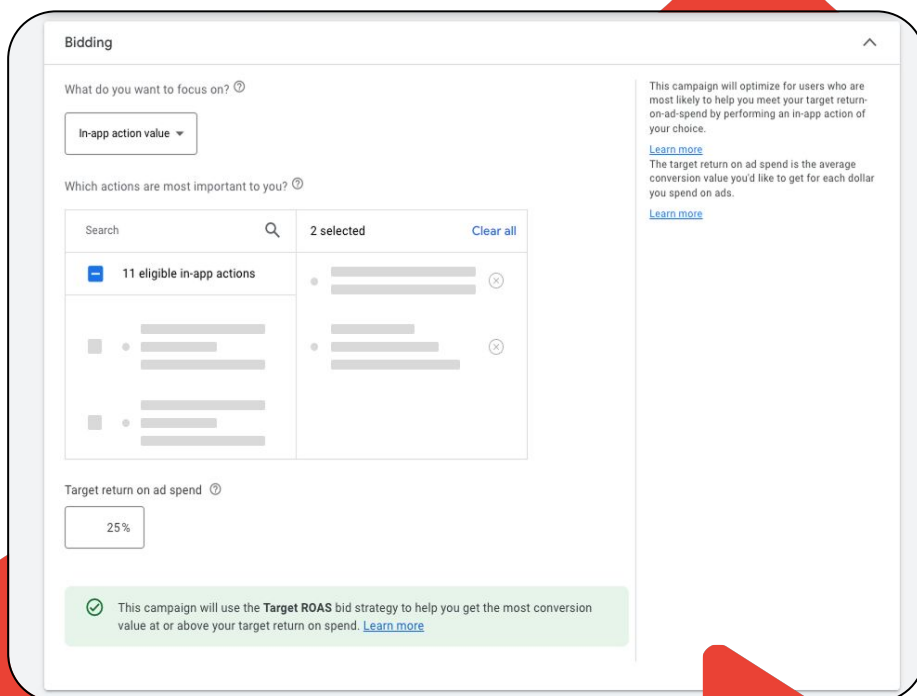 Bidding
What do you want to focus on?
In-app action value
Which actions are most important to you?
Search
2 selected
Clear all
11 eligible in-app actions
Target return on ad spend
25%
This campaign will use the Target ROAS bid strategy to help you get the most conversion
value at or above your target return on spend. Learn more
This campaign will optimize for users who are
most likely to help you meet your target return-
on-ad-spend by performing an in-app action of
your choice.
Learn more
The target return on ad spend is the average
conversion value you'd like to get for each dollar
you spend on ads.
Learn more